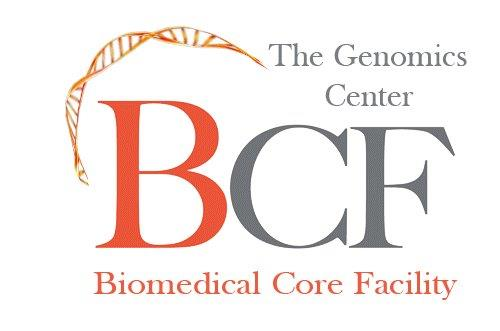 The Genomics
Center
BCF
Biomedical Core Facility